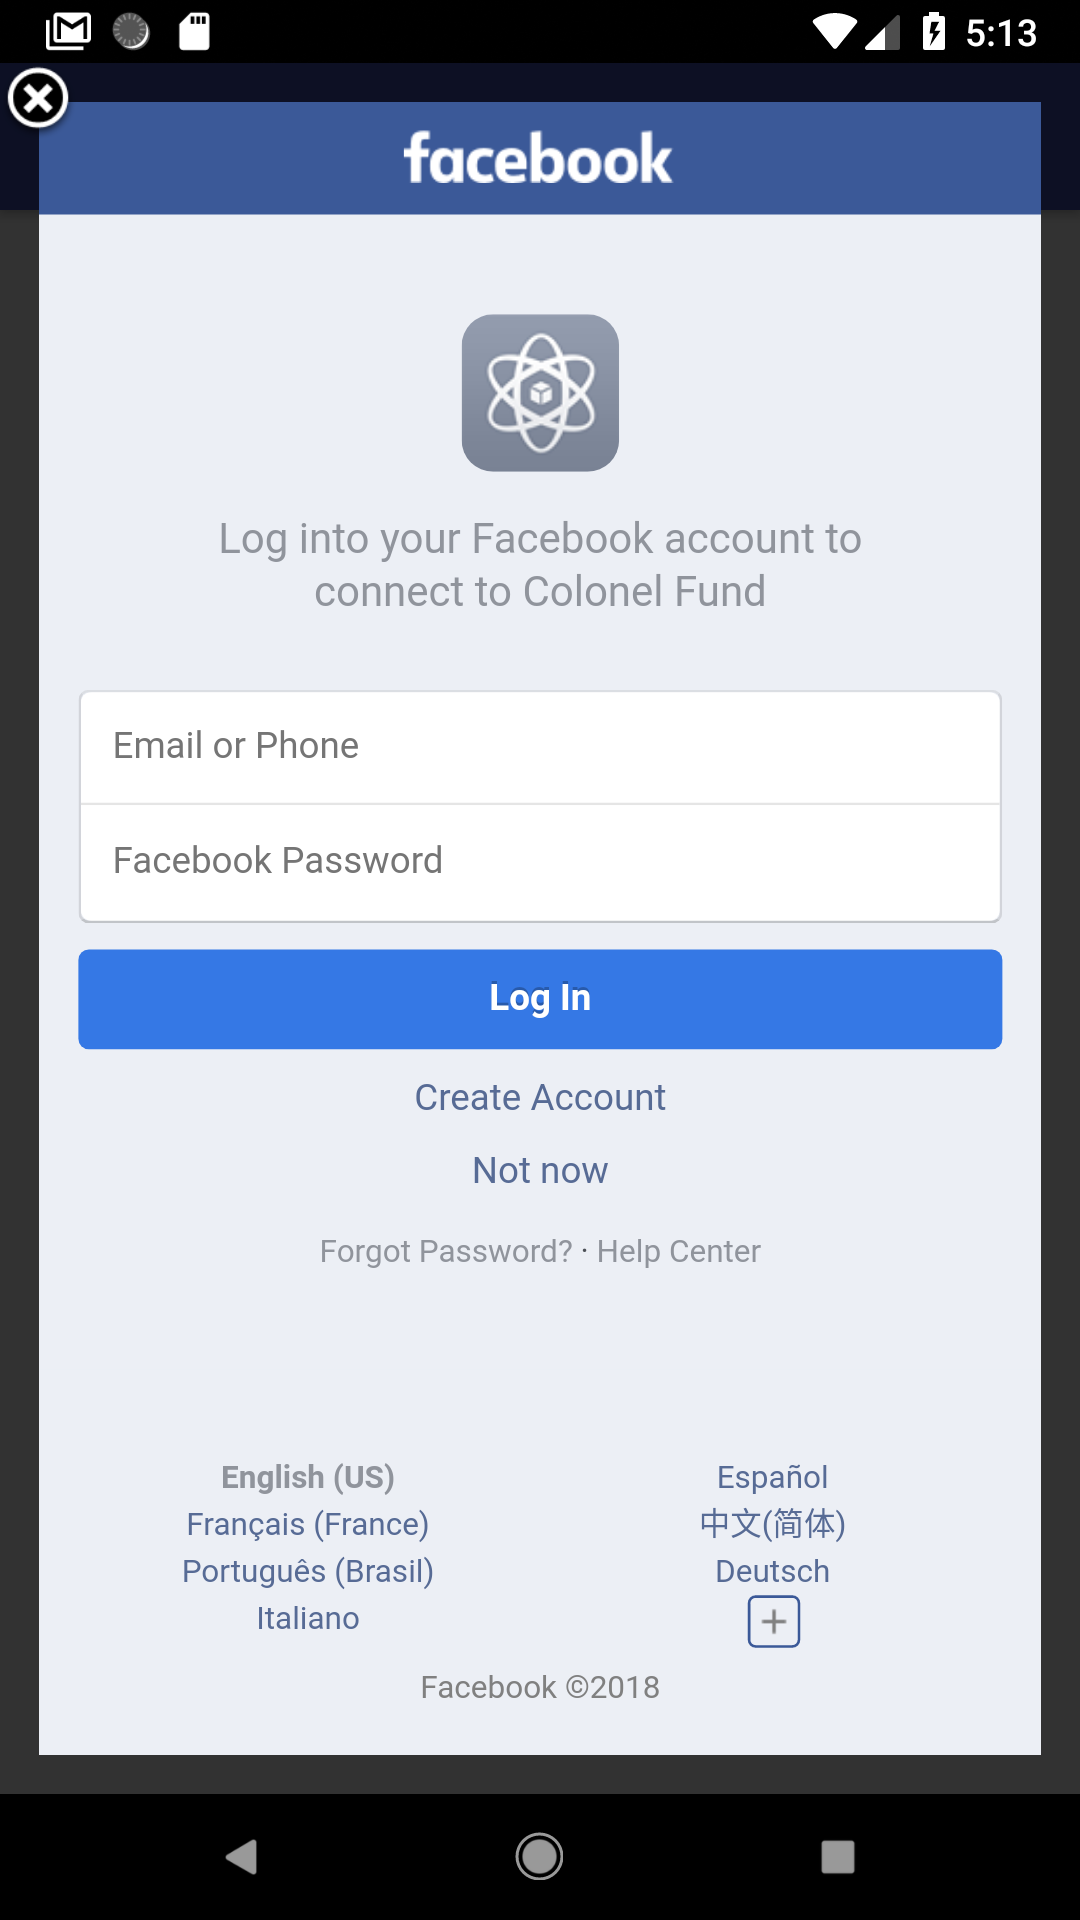 5:13
facebook
Log into your Facebook account to
connect to Colonel Fund
Email or Phone
Facebook Password
Log In
Create Account
Not now
Forgot Password? · Help Center
English (US)
Español
Français (France)
中文(简体)
Português (Brasil)
Deutsch
Italiano
Facebook ©2018